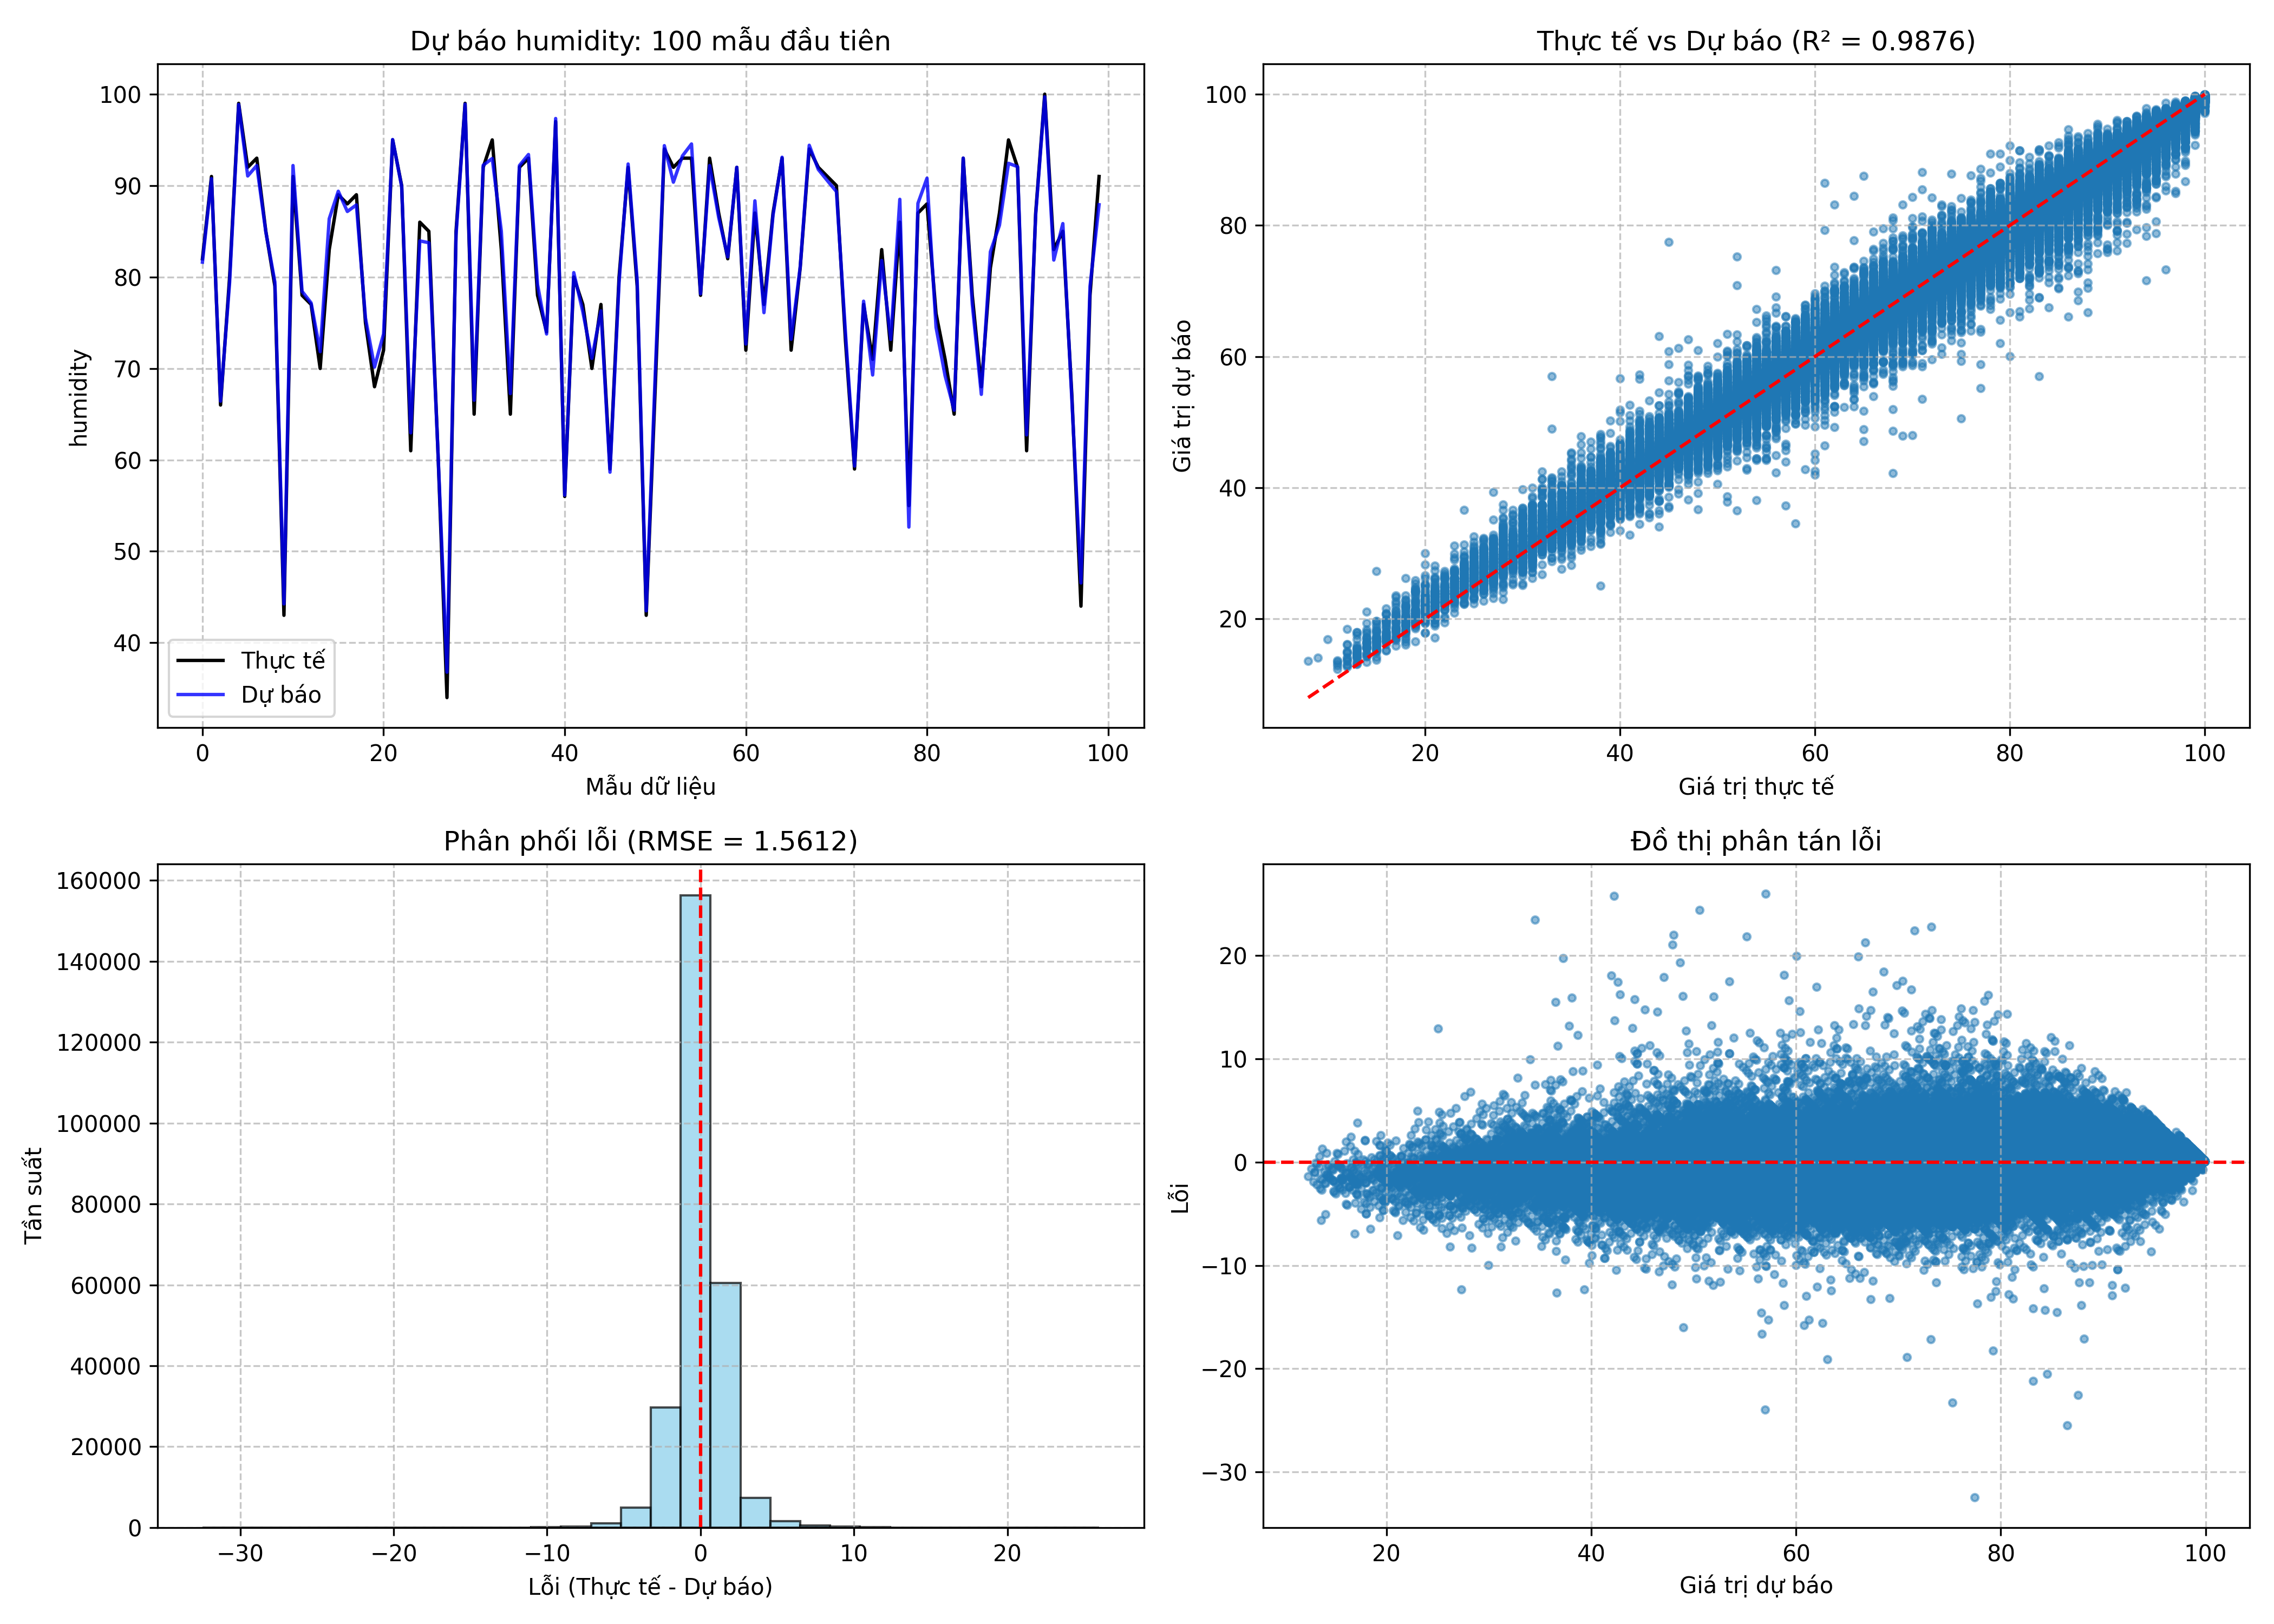 Dự báo humidity: 100 mẫu đầu tiên
100
90
80
70
60
50
40
humidity
Thực tế
Dự báo
0 20 40 60 80 100
Mẫu dữ liệu
Thực tế vs Dự báo (R² = 0.9876)
100
80
60
40
20
Giá trị dự báo
20 40 60 80 100
Giá trị thực tế
Phân phối lỗi (RMSE = 1.5612)
160000
140000
120000
100000
80000
60000
40000
20000
0
Tần suất
−30 −20 −10 0 10 20
Lỗi (Thực tế - Dự báo)
Đồ thị phân tán lỗi
20
10
0
−10
−20
−30
Lỗi
20 40 60 80 100
Giá trị dự báo